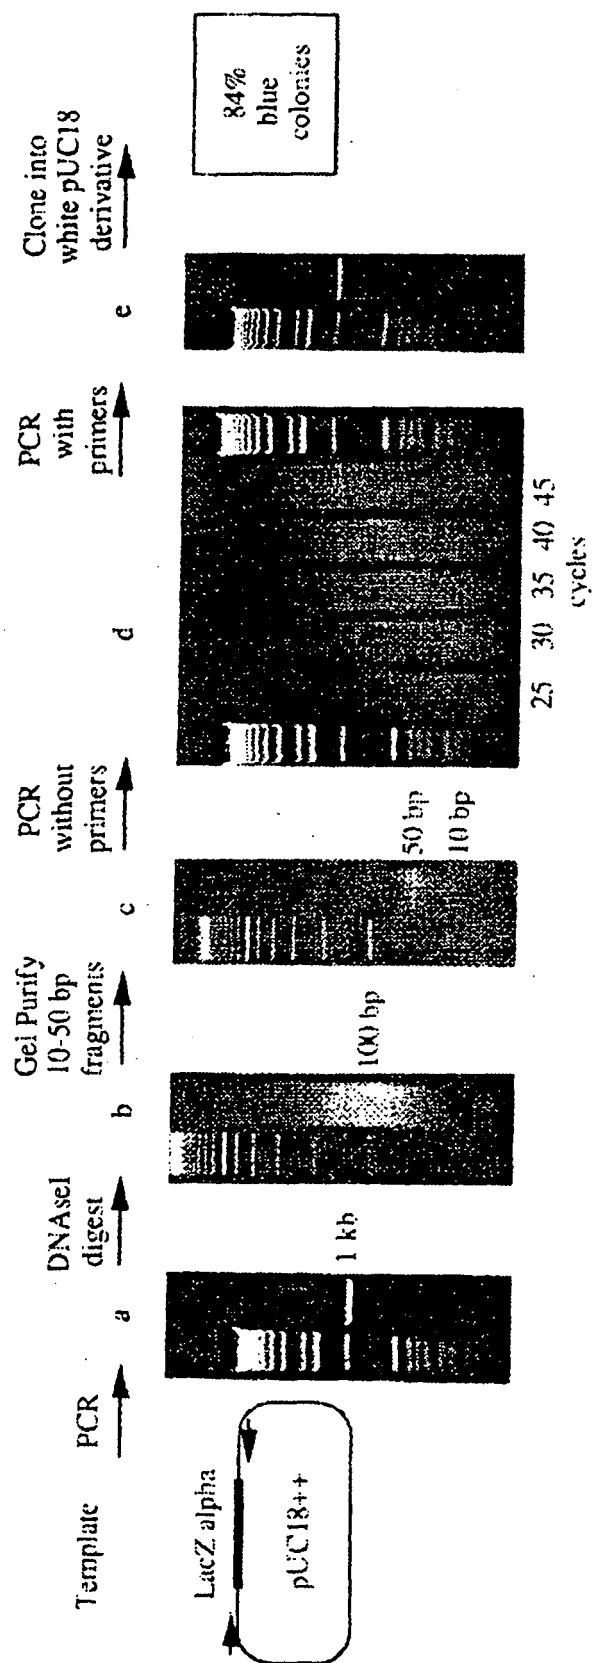 Template
PCR
a
DNAseI
digest
b
Gel Purify
10-50 bp
fragments
c
PCR
without
primers
d
PCR
with
primers
e
Clone into
white pUC18
derivative
LacZ alpha
pUC18++
1 kb
100 bp
50 bp
10 bp
25 30 35 40 45
cycles
84%
blue
colonies